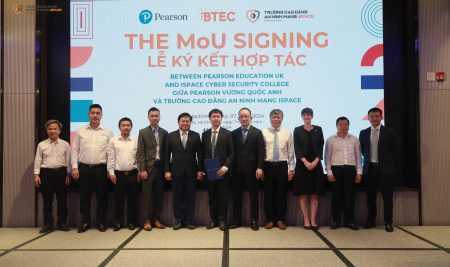 Pearson
BTEC
TRƯỜNG CAO ĐẲNG
AN NINH MẠNG iSPACE
THE MoU SIGNING
LỄ KÝ KẾT HỢP TÁC
BETWEEN PEARSON EDUCATION UK
AND ISPACE CYBER SECURITY COLLEGE
GIỮA PEARSON VƯƠNG QUỐC ANH
VÀ TRƯỜNG CAO ĐẲNG AN NINH MẠNG ISPACE